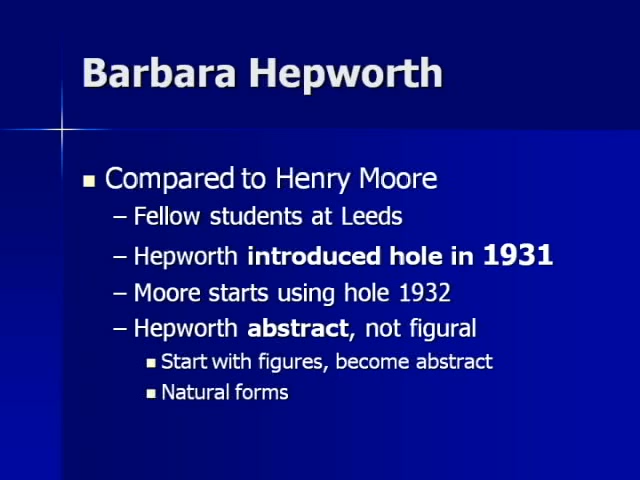 Barbara Hepworth
■ Compared to Henry Moore
– Fellow students at Leeds
– Hepworth introduced hole in 1931
– Moore starts using hole 1932
– Hepworth abstract, not figural
■ Start with figures, become abstract
■ Natural forms